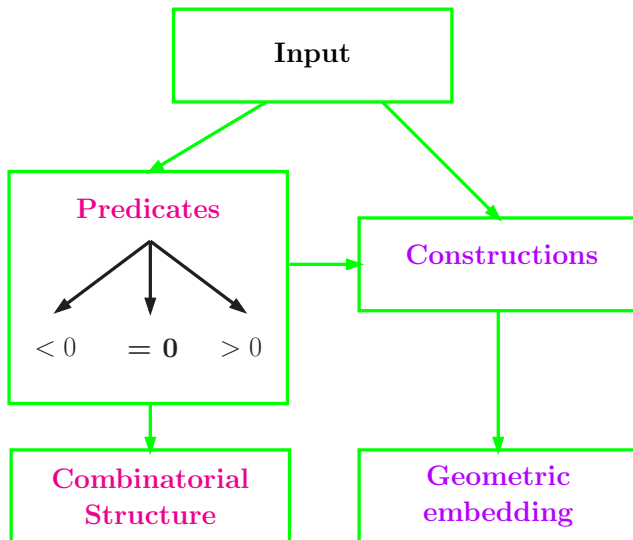 Input
Predicates
Constructions
< 0 = 0 > 0
Combinatorial
Structure
Geometric
embedding